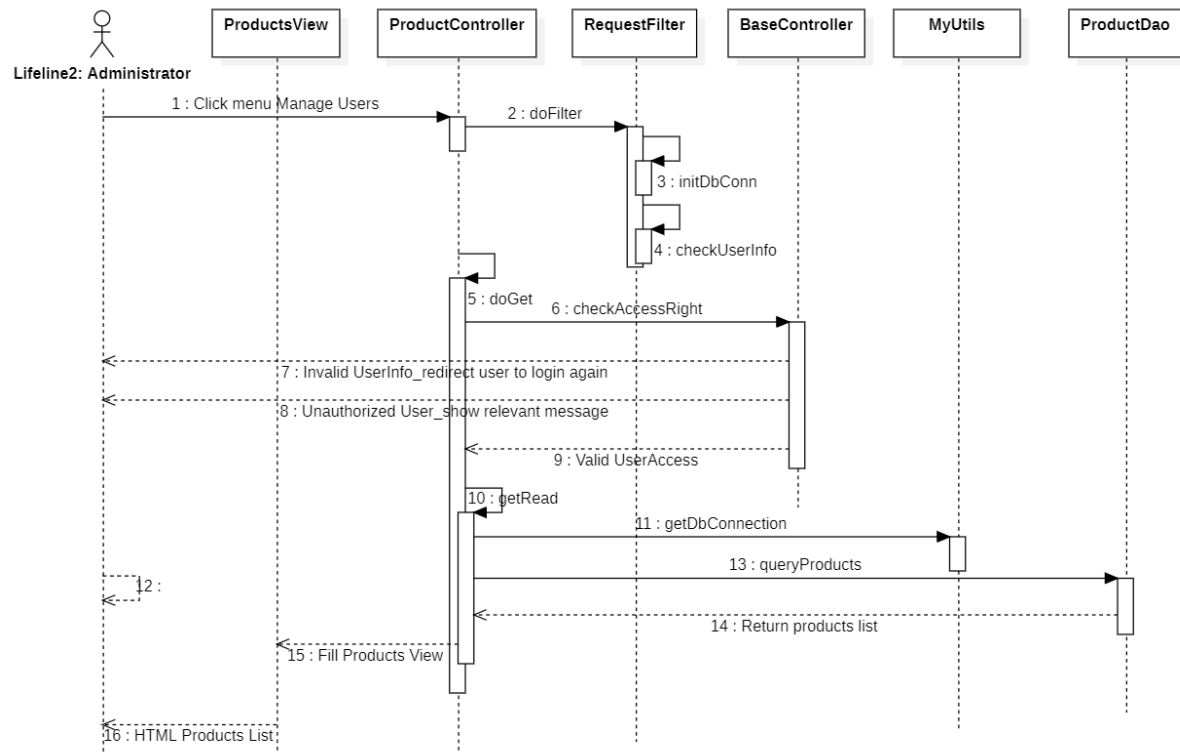 ProductsView
ProductController
RequestFilter
BaseController
MyUtils
ProductDao
Lifeline2: Administrator
1 : Click menu Manage Users
2 : doFilter
3 : initDbConn
4 : checkUserInfo
5 : doGet
6 : checkAccessRight
7 : Invalid UserInfo_redirect user to login again
8 : Unauthorized User_show relevant message
9 : Valid UserAccess
10 : getRead
11 : getDbConnection
12 :
13 : queryProducts
14 : Return products list
15 : Fill Products View
16 : HTML Products List